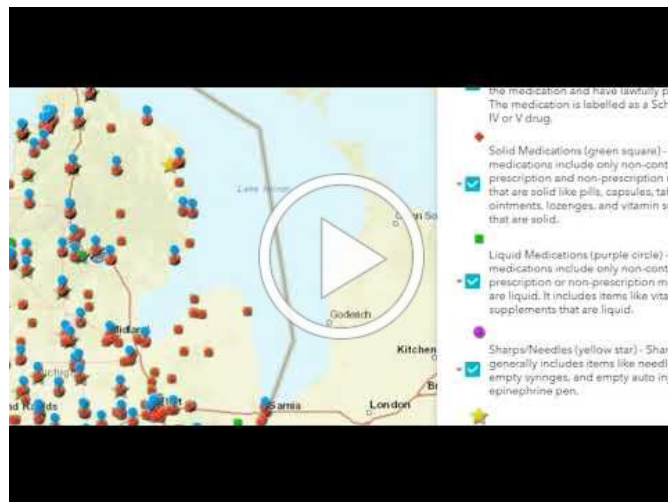 the medication and have lawfully p
The medication is labelled as a Sch
IV or V drug.
Solid Medications (green square) -
medications include only non-cont
prescription and non-prescription
that are solid like pills, capsules, ta
ointments, lozenges, and vitamin s
that are solid.
Liquid Medications (purple circle) -
medications include only non-cont
prescription or non-prescription m
are liquid. It includes items like vita
supplements that are liquid.
Sharps/Needles (yellow star) - Shar
generally includes items like needl
empty syringes, and empty auto in
epinephrine pen.
Lake
Goderich
Kitchen
Sarnia
London